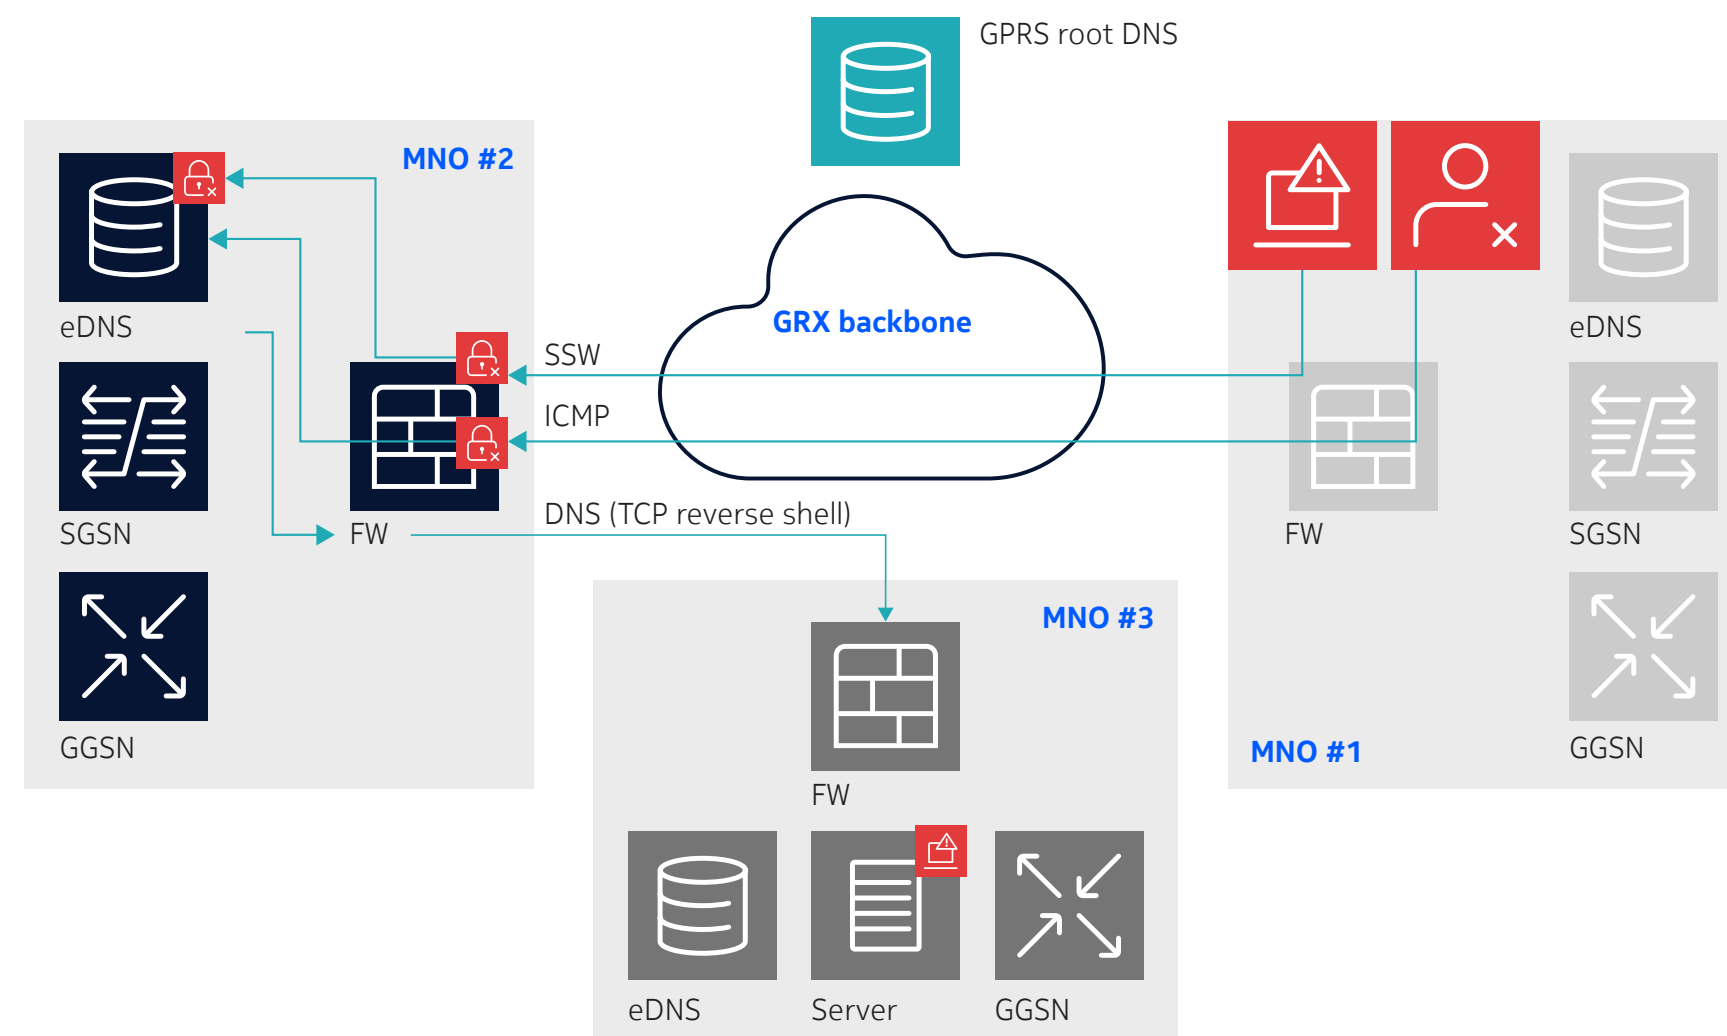 GPRS root DNS
MNO #2
eDNS
SGSN
FW
GGSN
GRX backbone
SSW
ICMP
DNS (TCP reverse shell)
eDNS
FW
SGSN
MNO #1
GGSN
MNO #3
FW
eDNS
Server
GGSN